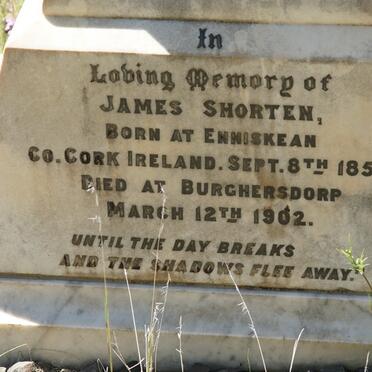 In
Loving Memory of
JAMES SHORTEN,
BORN AT ENNISKEAN
CO. CORK IRELAND. SEPT. 8TH 185
DIED AT BURGHERSDORP
MARCH 12TH 1902.
UNTIL THE DAY BREAKS
AND THE SHADOWS FLEE AWAY.